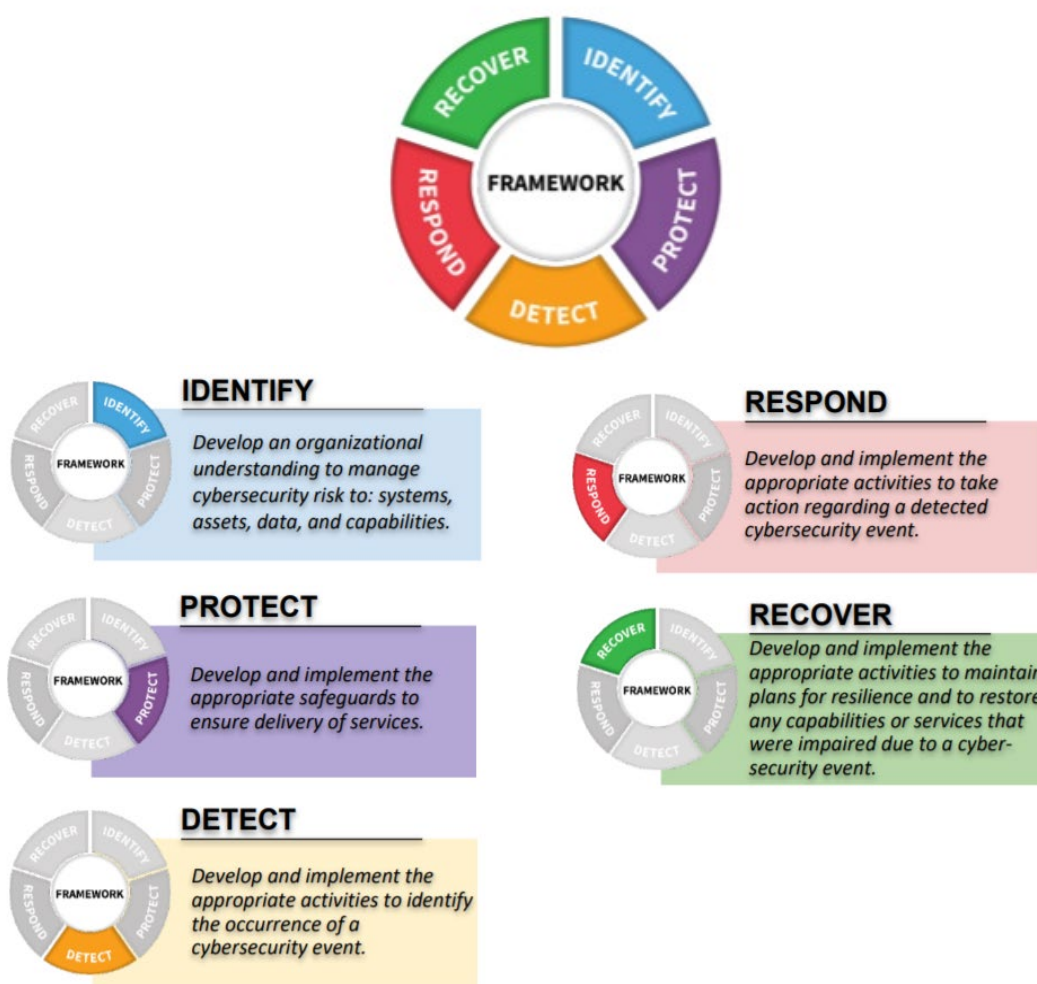 RECOVER
IDENTIFY
FRAMEWORK
RESPOND
PROTECT
DETECT
IDENTIFY
RECOVER
IDENTIFY
FRAMEWORK
RESPOND
PROTECT
DETECT
Develop an organizational
understanding to manage
cybersecurity risk to: systems,
assets, data, and capabilities.
PROTECT
RECOVER
IDENTIFY
FRAMEWORK
RESPOND
PROTECT
DETECT
Develop and implement the
appropriate safeguards to
ensure delivery of services.
DETECT
RECOVER
IDENTIFY
FRAMEWORK
RESPOND
PROTECT
DETECT
Develop and implement the
appropriate activities to identify
the occurrence of a
cybersecurity event.
RESPOND
RECOVER
IDENTIFY
FRAMEWORK
RESPOND
PROTECT
DETECT
Develop and implement the
appropriate activities to take
action regarding a detected
cybersecurity event.
RECOVER
RECOVER
IDENTIFY
FRAMEWORK
RESPOND
PROTECT
DETECT
Develop and implement the
appropriate activities to maintain
plans for resilience and to restore
any capabilities or services that
were impaired due to a cyber-
security event.